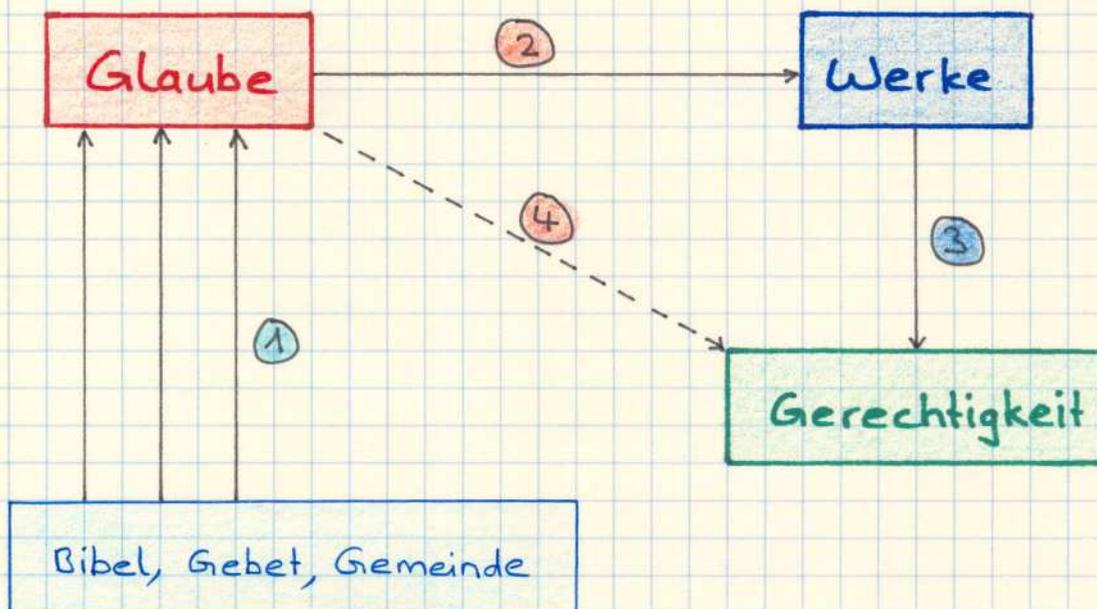 Glaube
2
Werke
4
3
1
Gerechtigkeit
Bibel, Gebet, Gemeinde